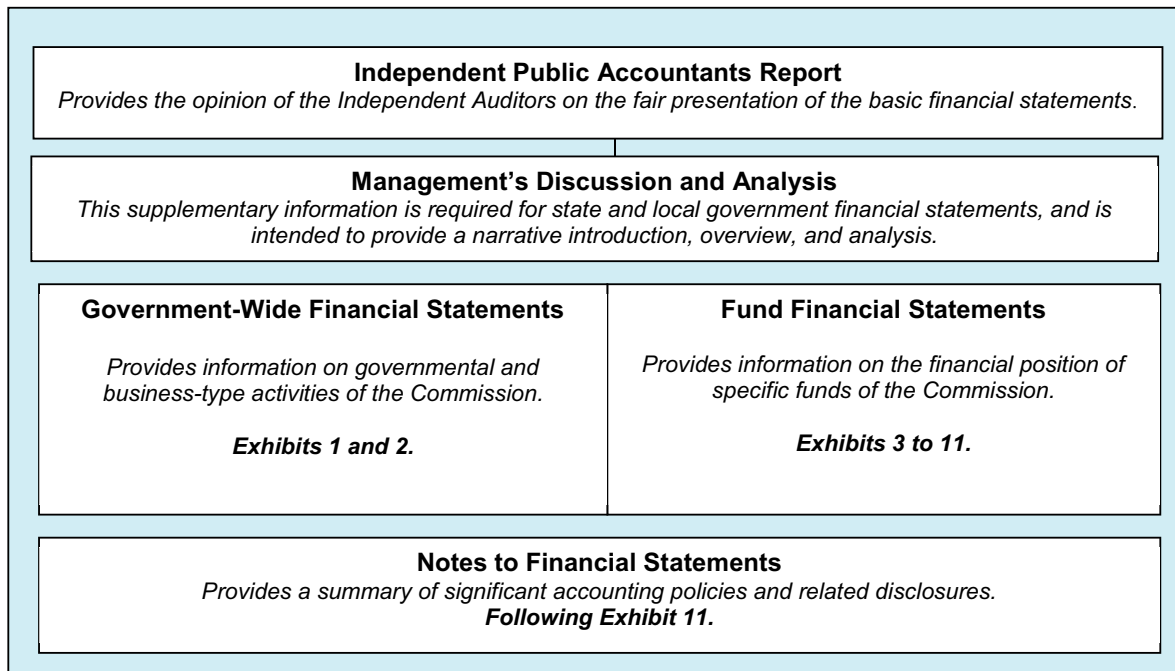 Independent Public Accountants Report
Provides the opinion of the Independent Auditors on the fair presentation of the basic financial statements.
Management’s Discussion and Analysis
This supplementary information is required for state and local government financial statements, and is
intended to provide a narrative introduction, overview, and analysis.
Government-Wide Financial Statements
Provides information on governmental and
business-type activities of the Commission.
Exhibits 1 and 2.
Fund Financial Statements
Provides information on the financial position of
specific funds of the Commission.
Exhibits 3 to 11.
Notes to Financial Statements
Provides a summary of significant accounting policies and related disclosures.
Following Exhibit 11.